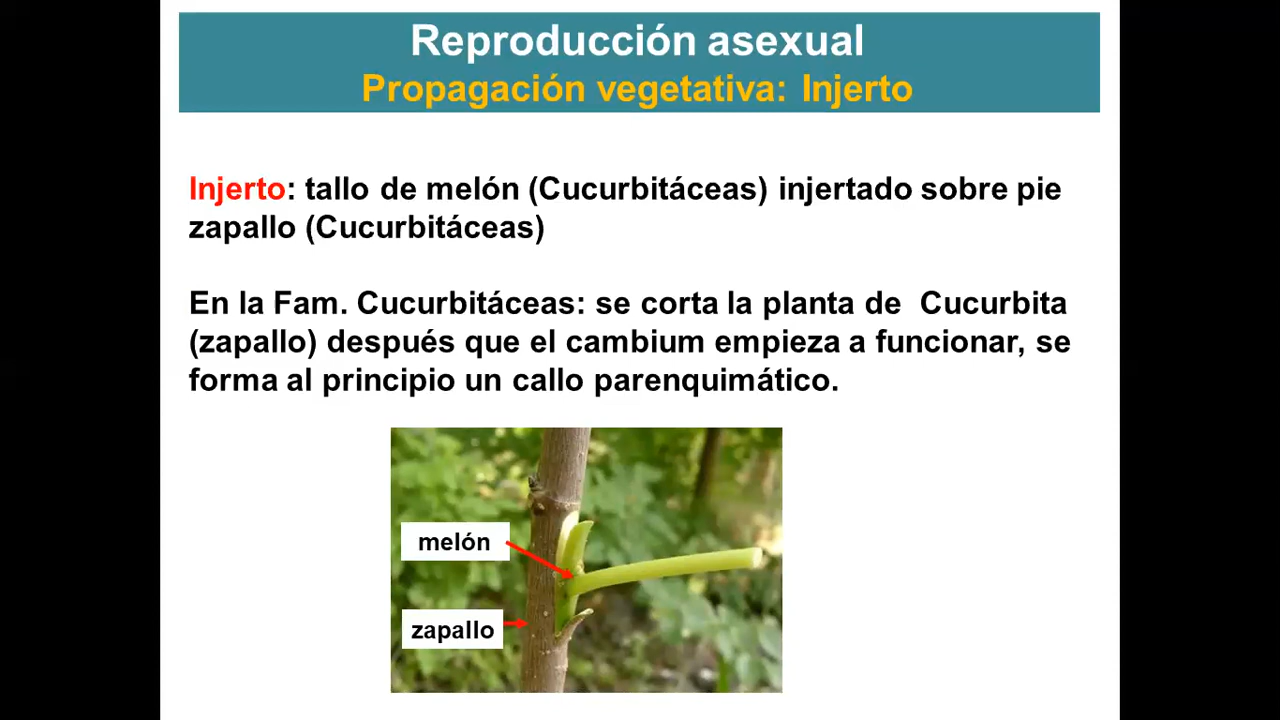 Reproducción asexual
Propagación vegetativa: Injerto
Injerto: tallo de melón (Cucurbitáceas) injertado sobre pie
zapallo (Cucurbitáceas)
En la Fam. Cucurbitáceas: se corta la planta de Cucurbita
(zapallo) después que el cambium empieza a funcionar, se
forma al principio un callo parenquimático.
melón
zapallo